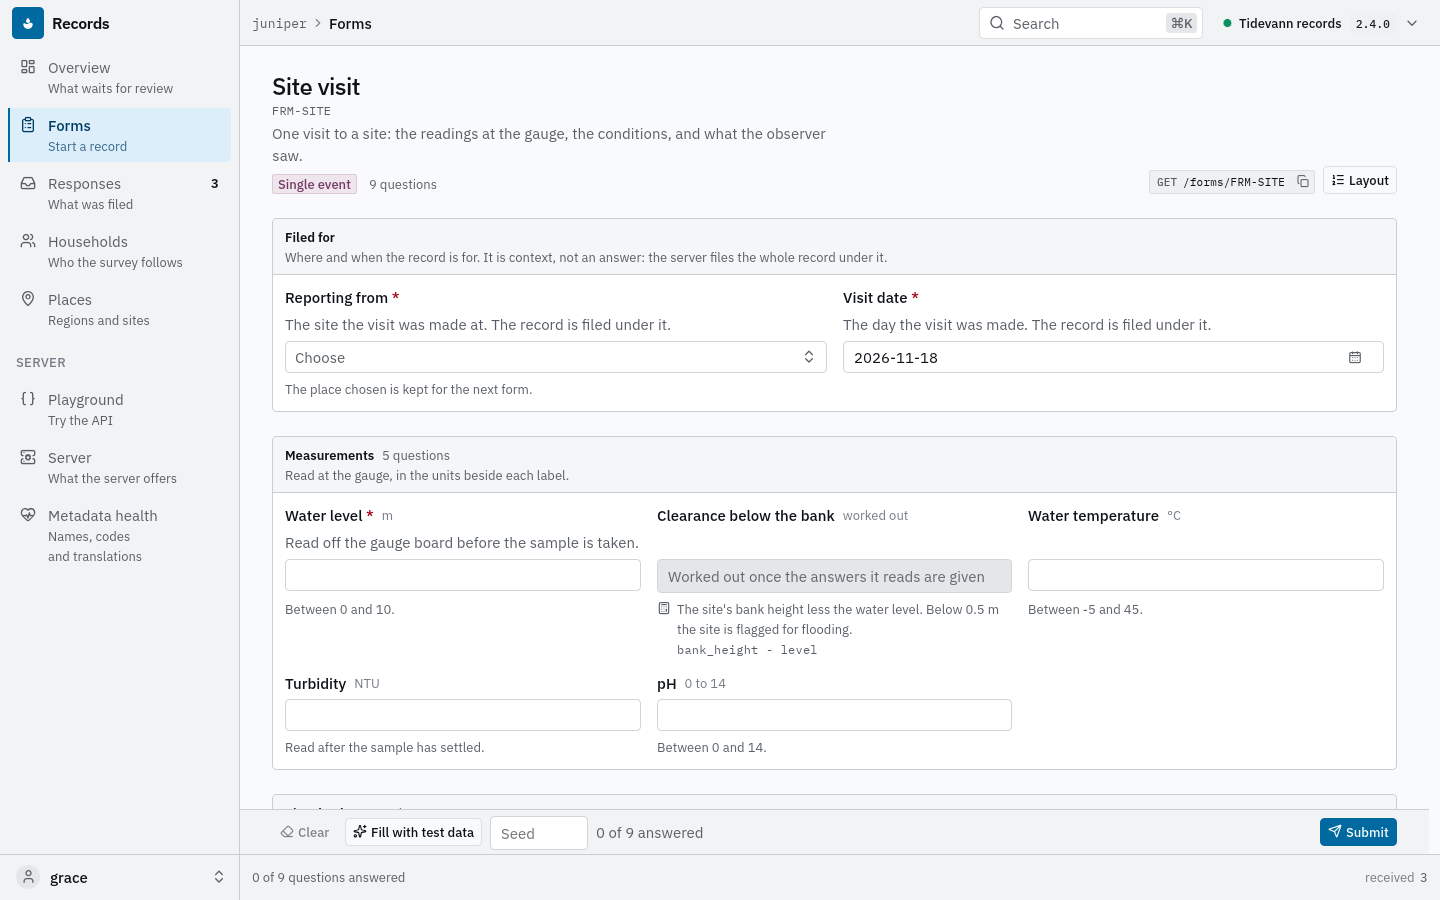 Records
juniper > Forms
Search ⌘K
Tidevann records 2.4.0
Overview
What waits for review
Forms
Start a record
Responses 3
What was filed
Households
Who the survey follows
Places
Regions and sites
SERVER
Playground
Try the API
Server
What the server offers
Metadata health
Names, codes
and translations
grace
Site visit
FRM-SITE
One visit to a site: the readings at the gauge, the conditions, and what the observer
saw.
Single event 9 questions
GET /forms/FRM-SITE
Layout
Filed for
Where and when the record is for. It is context, not an answer: the server files the whole record under it.
Reporting from *
The site the visit was made at. The record is filed under it.
Choose
The place chosen is kept for the next form.
Visit date *
The day the visit was made. The record is filed under it.
2026-11-18
Measurements 5 questions
Read at the gauge, in the units beside each label.
Water level * m
Read off the gauge board before the sample is taken.
Between 0 and 10.
Clearance below the bank worked out
Worked out once the answers it reads are given
The site's bank height less the water level. Below 0.5 m
the site is flagged for flooding.
bank_height - level
Water temperature °C
Between -5 and 45.
Turbidity NTU
Read after the sample has settled.
pH 0 to 14
Between 0 and 14.
Clear
Fill with test data
Seed
0 of 9 answered
Submit
0 of 9 questions answered
received 3